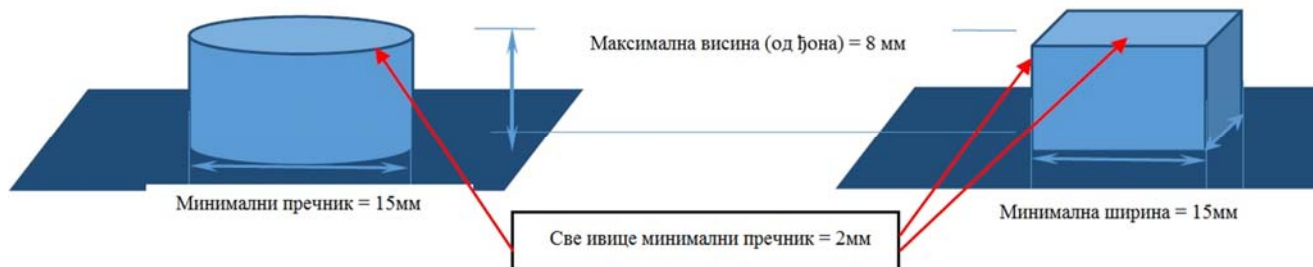 Максимална висина (од ђона) = 8 мм
Минимални пречник = 15мм
Минимална ширина = 15мм
Све ивице минимални пречник = 2мм